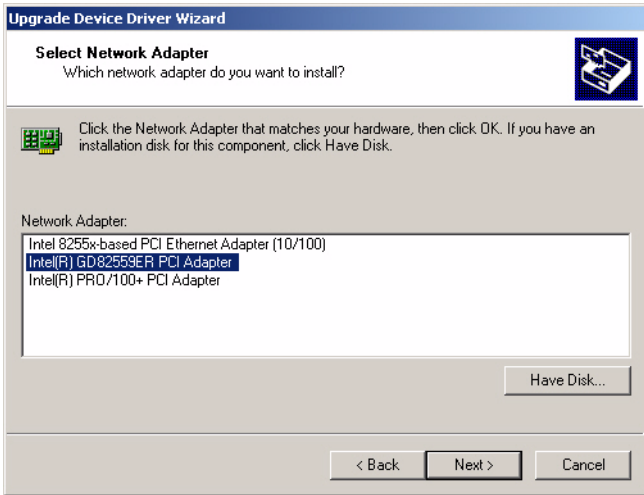 Upgrade Device Driver Wizard
Select Network Adapter
Which network adapter do you want to install?
Click the Network Adapter that matches your hardware, then click OK. If you have an
installation disk for this component, click Have Disk.
Network Adapter:
Intel 8255x-based PCI Ethernet Adapter (10/100)
Intel(R) GD82559ER PCI Adapter
Intel(R) PRO/100+ PCI Adapter
Have Disk...
< Back
Next >
Cancel